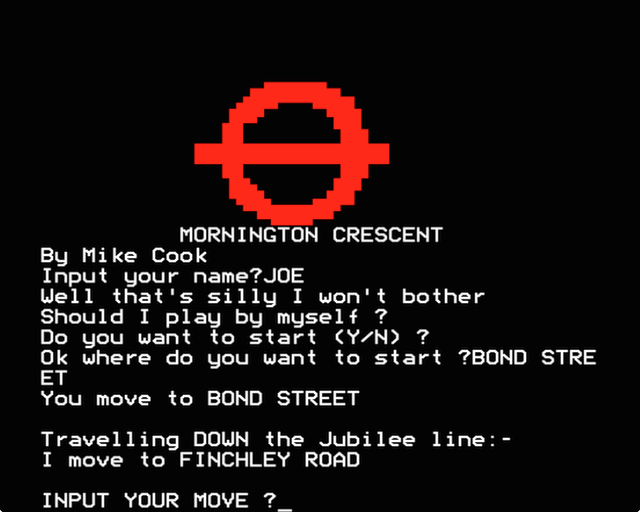 MORNINGTON CRESCENT
By Mike Cook
Input your name?JOE
Well that's silly I won't bother
Should I play by myself ?
Do you want to start (Y/N) ?
Ok where do you want to start ?BOND STRE
ET
You move to BOND STREET
Travelling DOWN the Jubilee line:-
I move to FINCHLEY ROAD
INPUT YOUR MOVE ?_